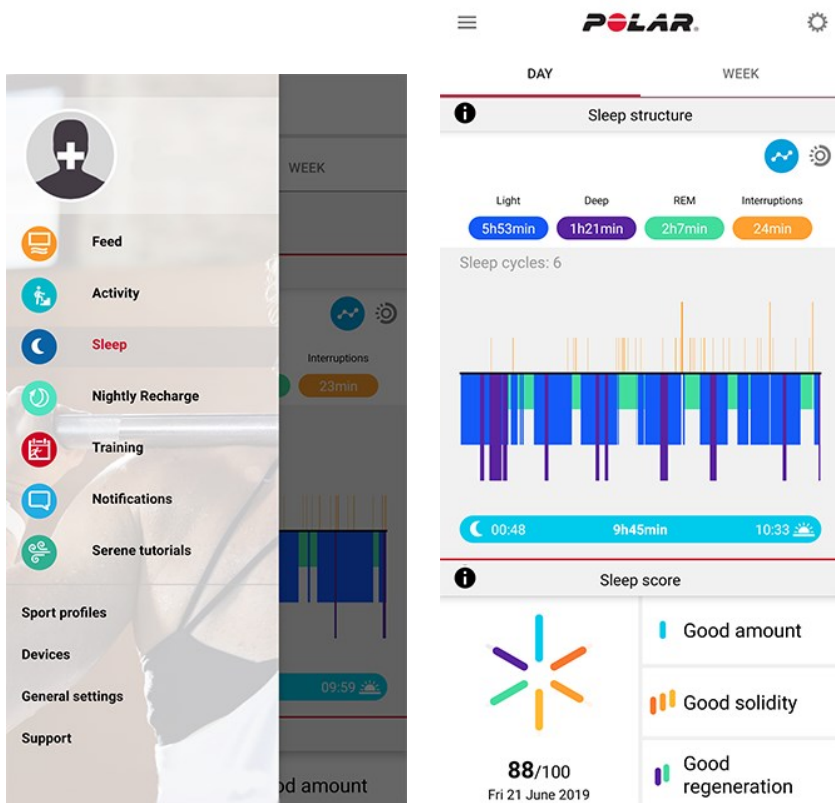 WEEK
Feed
Activity
Sleep
Interruptions
23min
Nightly Recharge
Training
Notifications
Serene tutorials
Sport profiles
Devices
09:59
General settings
Support
od amount
POLAR.
DAY WEEK
Sleep structure
Light Deep REM Interruptions
5h53min 1h21min 2h7min 24min
Sleep cycles: 6
00:48 9h45min 10:33
Sleep score
Good amount
Good solidity
Good
regeneration
88/100
Fri 21 June 2019